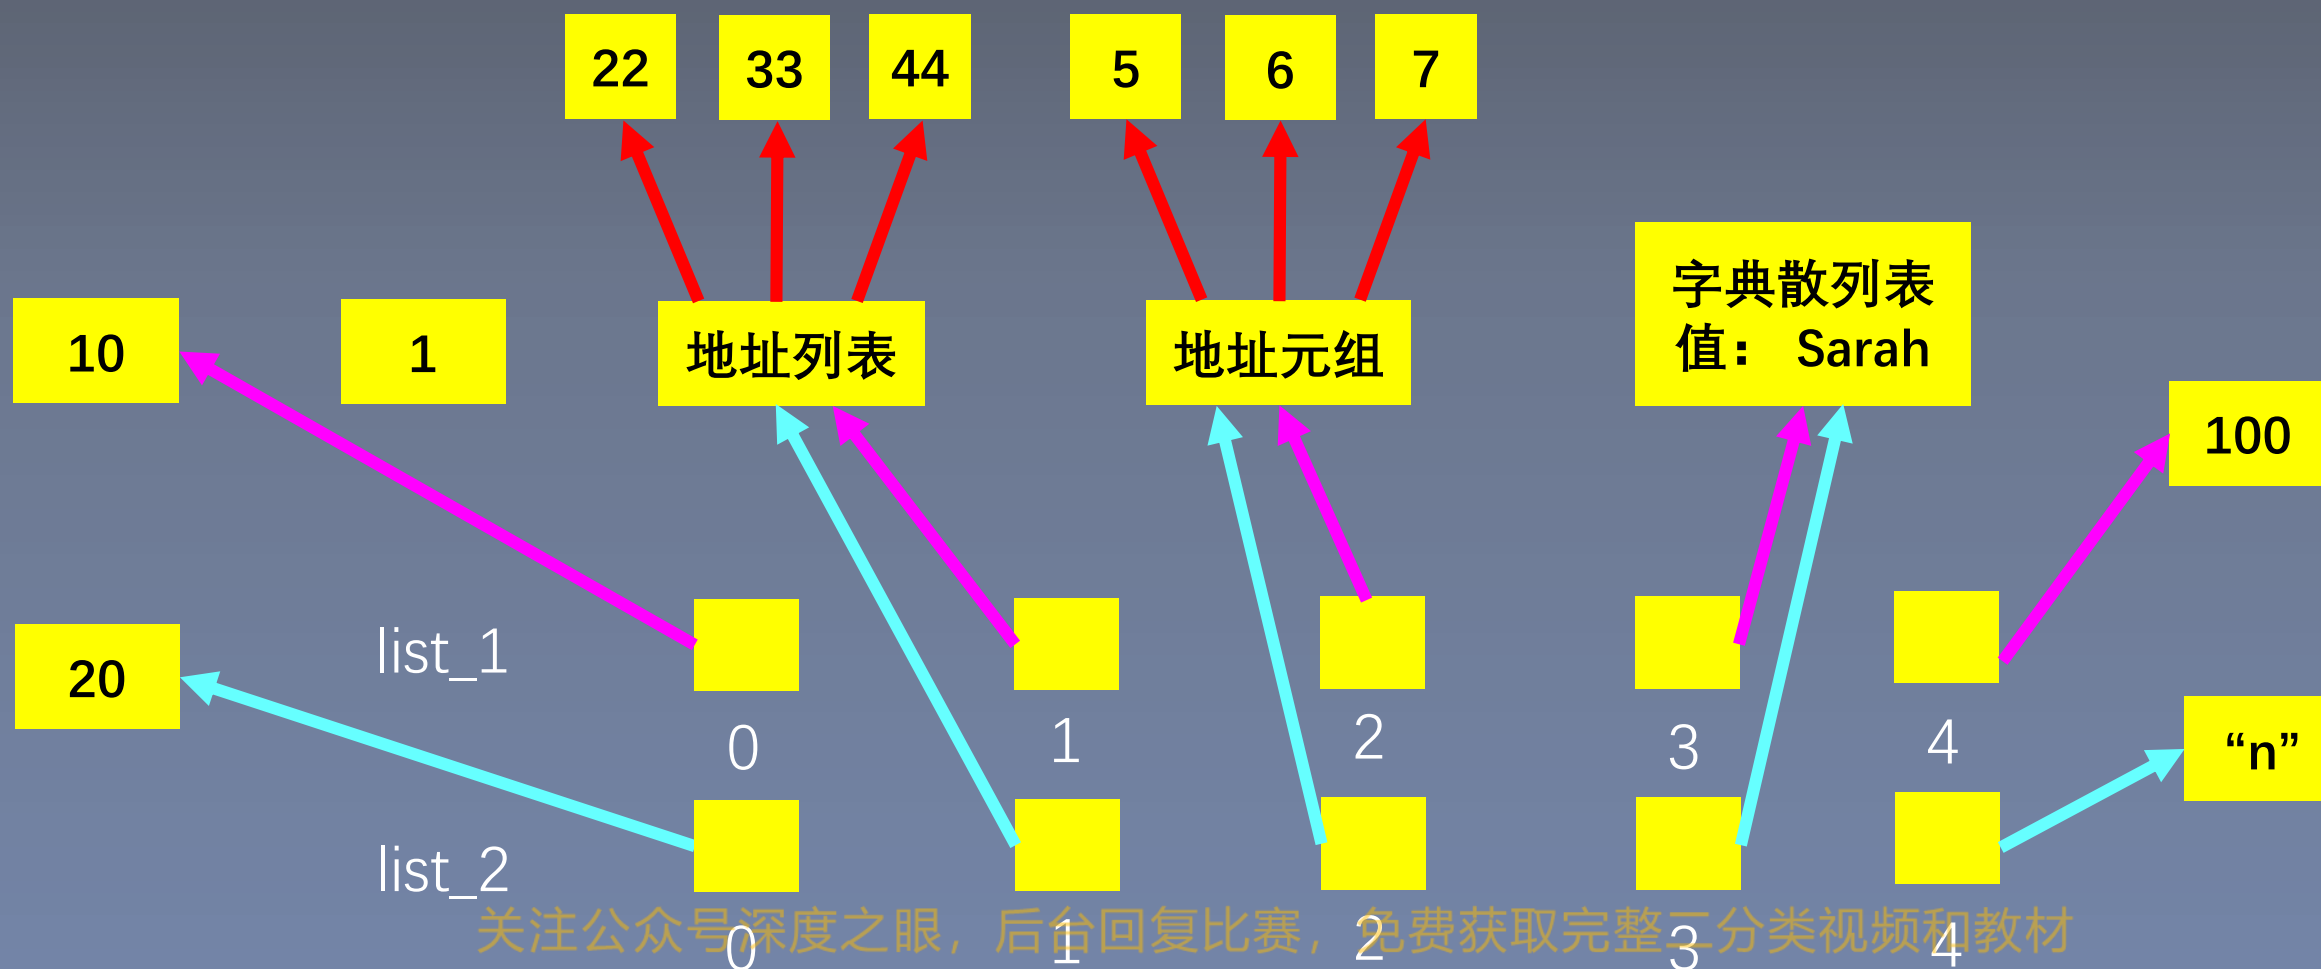 22 33 44 5 6 7
10 1 地址列表 地址元组 字典散列表
值： Sarah
100
list_1
20
0 1 2 3 4
“n”
list_2
0 1 2 3 4
关注公众号深度之眼，后台回复比赛，免费获取完整三分类视频和教材